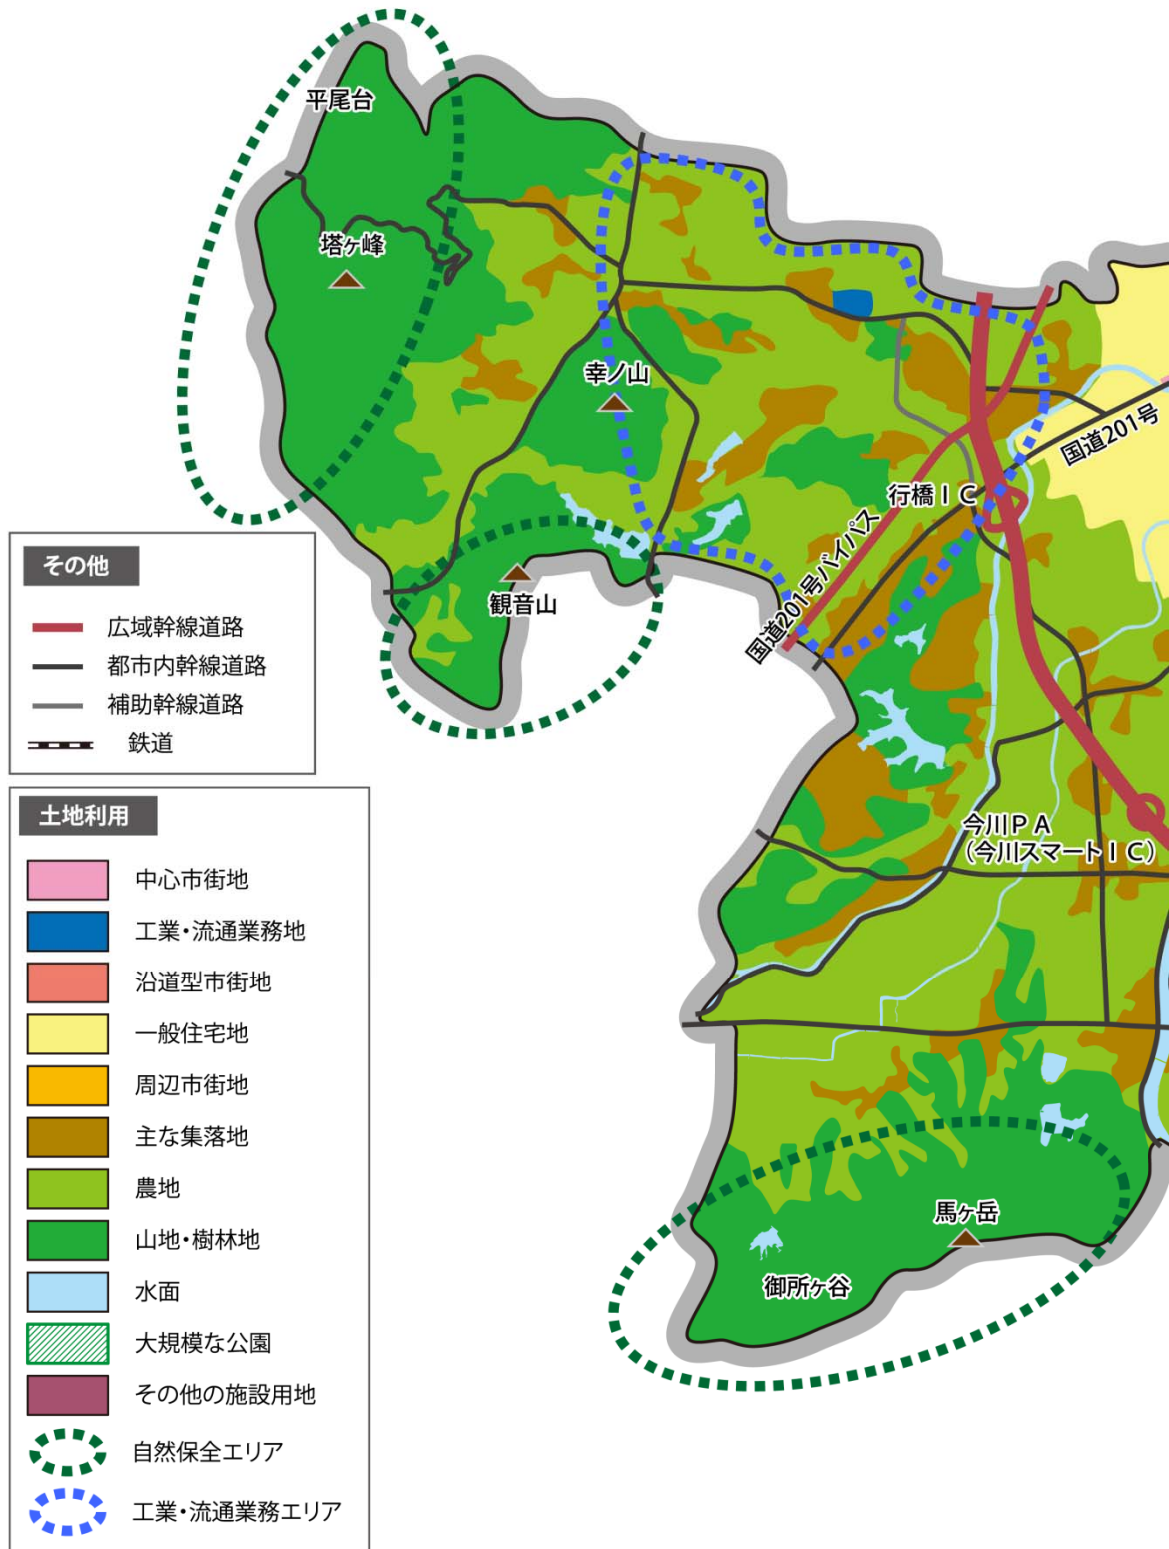 平尾台
塔ヶ峰
幸ノ山
国道201号
行橋ＩＣ
国道201号バイパス
観音山
今川ＰＡ
（今川スマートＩＣ）
馬ヶ岳
御所ヶ谷
その他
広域幹線道路
都市内幹線道路
補助幹線道路
鉄道
土地利用
中心市街地
工業・流通業務地
沿道型市街地
一般住宅地
周辺市街地
主な集落地
農地
山地・樹林地
水面
大規模な公園
その他の施設用地
自然保全エリア
工業・流通業務エリア